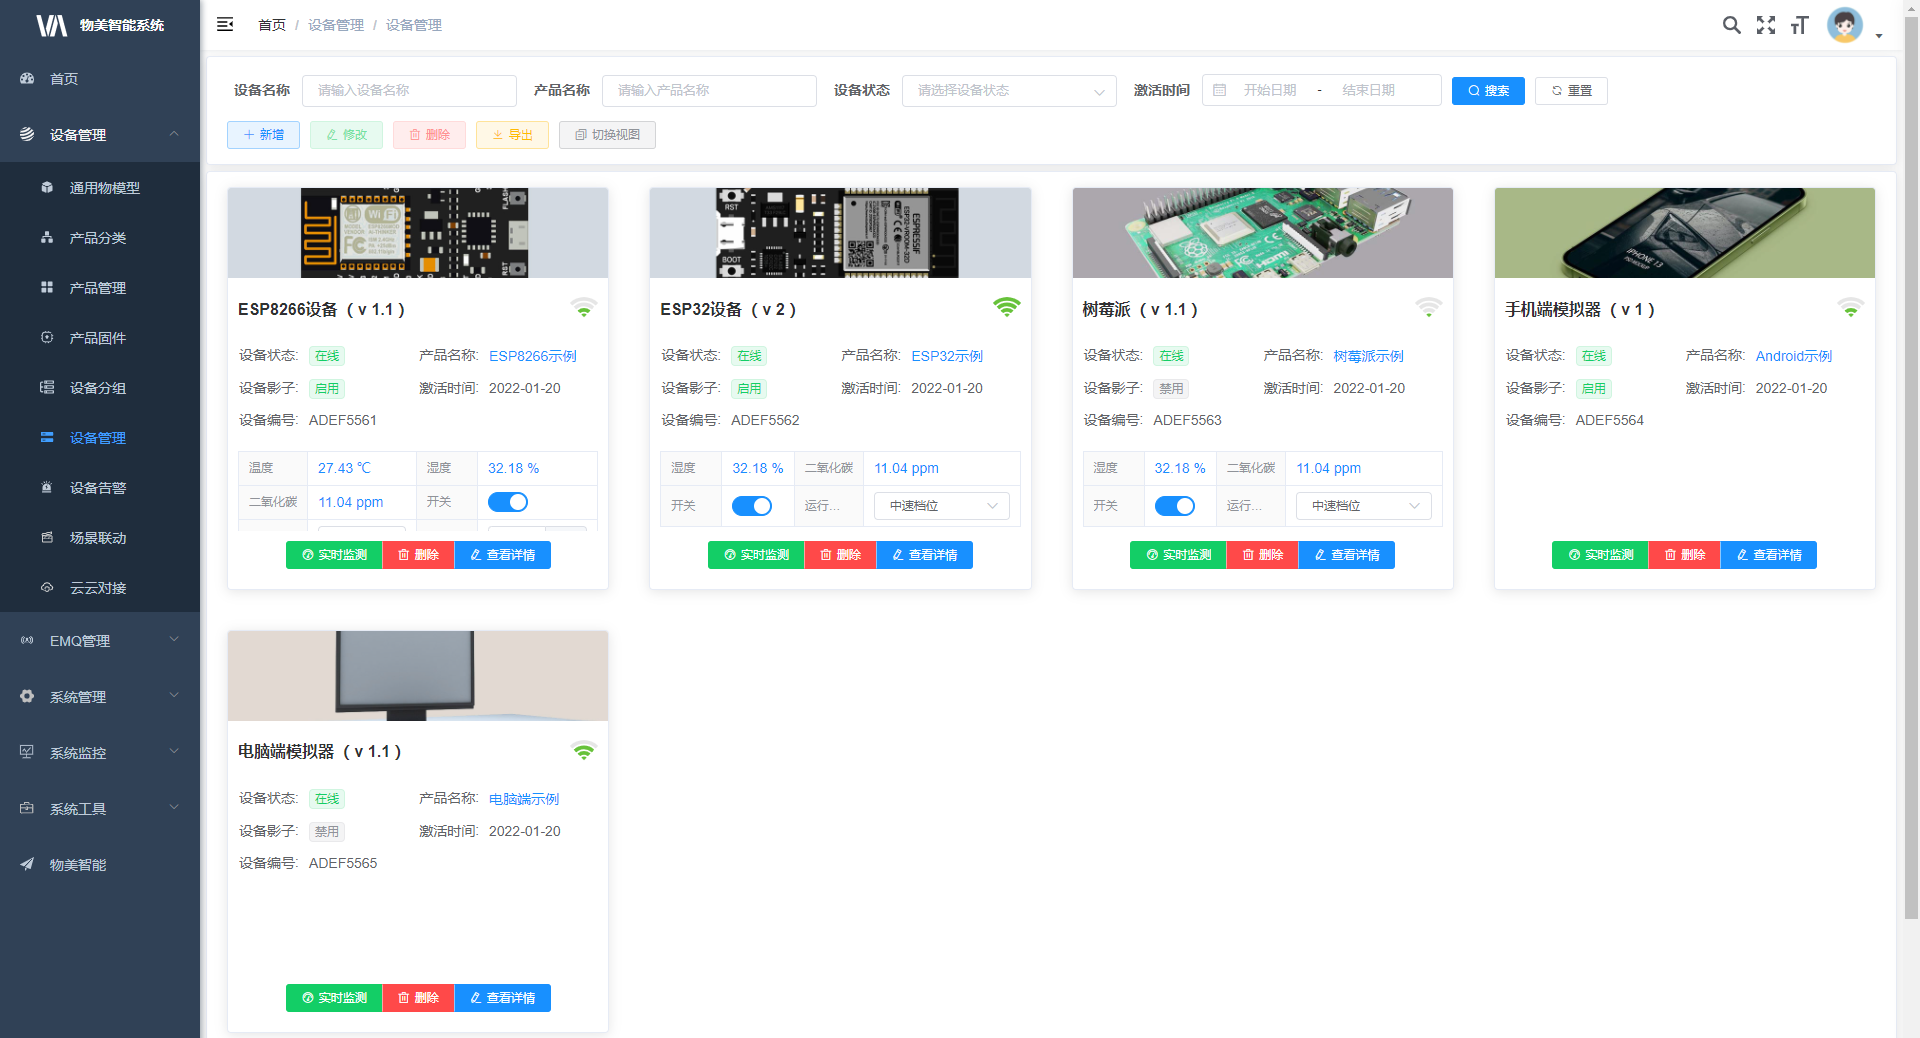 物美智能系统
首页 / 设备管理 / 设备管理
首页
设备管理
通用物模型
产品分类
产品管理
产品固件
设备分组
设备管理
设备告警
场景联动
云云对接
EMQ管理
系统管理
系统监控
系统工具
物美智能
设备名称 请输入设备名称 产品名称 请输入产品名称 设备状态 请选择设备状态 激活时间 开始日期 - 结束日期 搜索 重置
新增 修改 删除 导出 切换视图
ESP8266设备（v 1.1）
设备状态: 在线 产品名称: ESP8266示例
设备影子: 启用 激活时间: 2022-01-20
设备编号: ADEF5561
温度 27.43 ℃ 湿度 32.18 %
二氧化碳 11.04 ppm 开关
实时监测 删除 查看详情
RST
BOOT
ESPRESSIF
ESP32-WROOM-32D
ESP32设备（v 2）
设备状态: 在线 产品名称: ESP32示例
设备影子: 启用 激活时间: 2022-01-20
设备编号: ADEF5562
湿度 32.18 % 二氧化碳 11.04 ppm
开关 运行... 中速档位
实时监测 删除 查看详情
HDMI
树莓派（v 1.1）
设备状态: 在线 产品名称: 树莓派示例
设备影子: 禁用 激活时间: 2022-01-20
设备编号: ADEF5563
湿度 32.18 % 二氧化碳 11.04 ppm
开关 运行... 中速档位
实时监测 删除 查看详情
IPHONE 13
手机端模拟器（v 1）
设备状态: 在线 产品名称: Android示例
设备影子: 启用 激活时间: 2022-01-20
设备编号: ADEF5564
实时监测 删除 查看详情
电脑端模拟器（v 1.1）
设备状态: 在线 产品名称: 电脑端示例
设备影子: 禁用 激活时间: 2022-01-20
设备编号: ADEF5565
实时监测 删除 查看详情